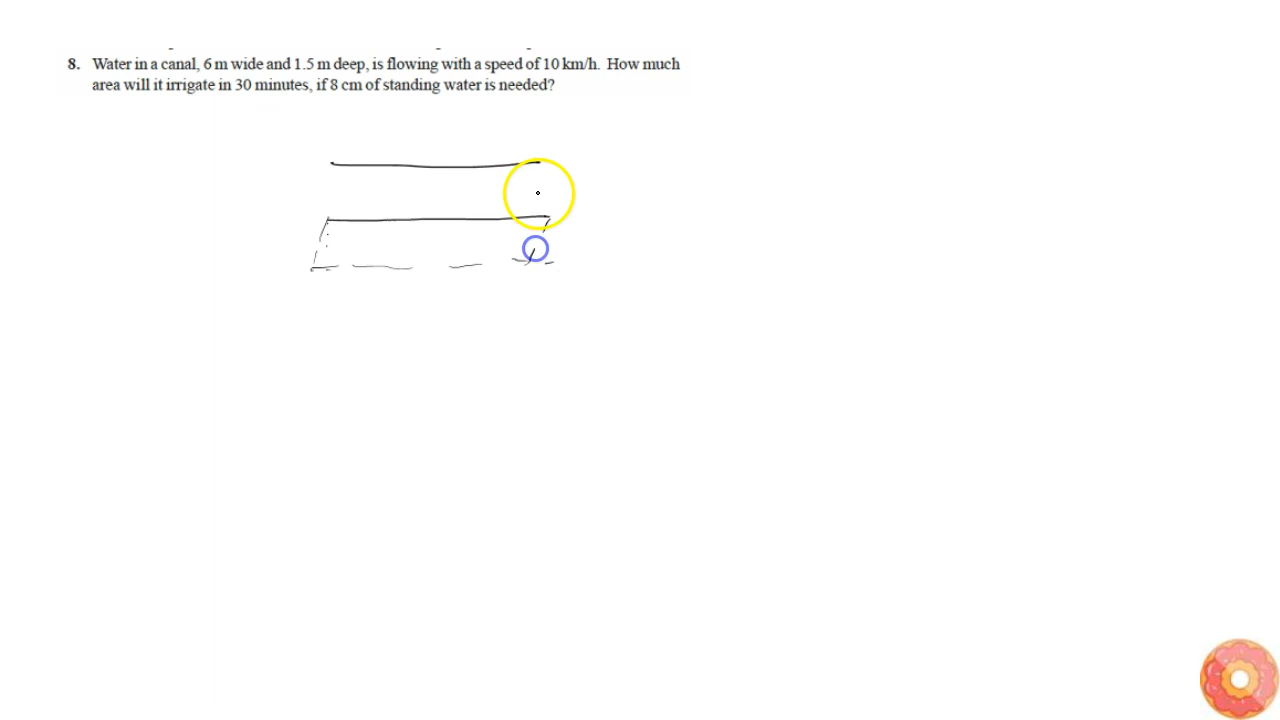 8. Water in a canal, 6 m wide and 1.5 m deep, is flowing with a speed of 10 km/h. How much
area will it irrigate in 30 minutes, if 8 cm of standing water is needed?